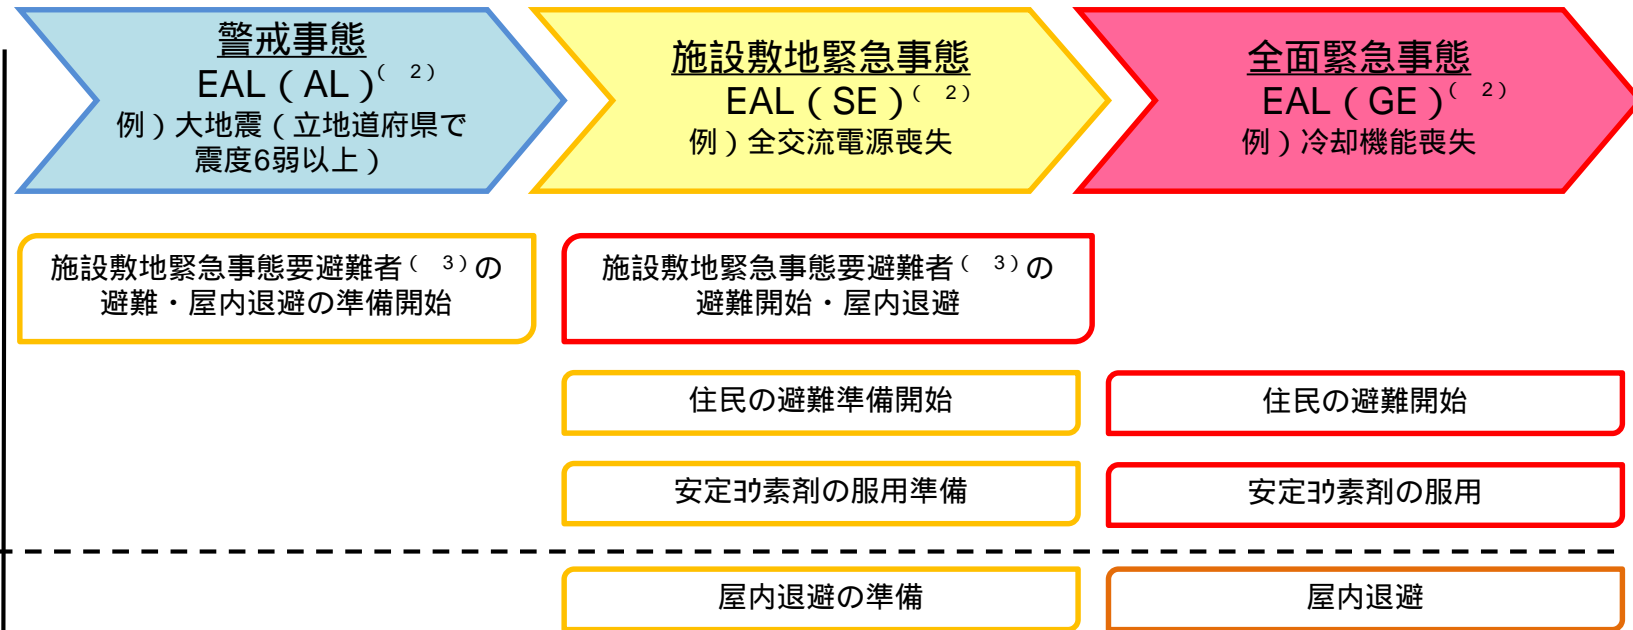 警戒事態
EAL(AL)( 2)
例)大地震(立地道府県で
震度6弱以上)
施設敷地緊急事態
EAL(SE)( 2)
例)全交流電源喪失
全面緊急事態
EAL(GE)( 2)
例)冷却機能喪失
施設敷地緊急事態要避難者( 3)の
避難・屋内退避の準備開始
施設敷地緊急事態要避難者( 3)の
避難開始・屋内退避
住民の避難準備開始
住民の避難開始
安定ヨウ素剤の服用準備
安定ヨウ素剤の服用
屋内退避の準備
屋内退避